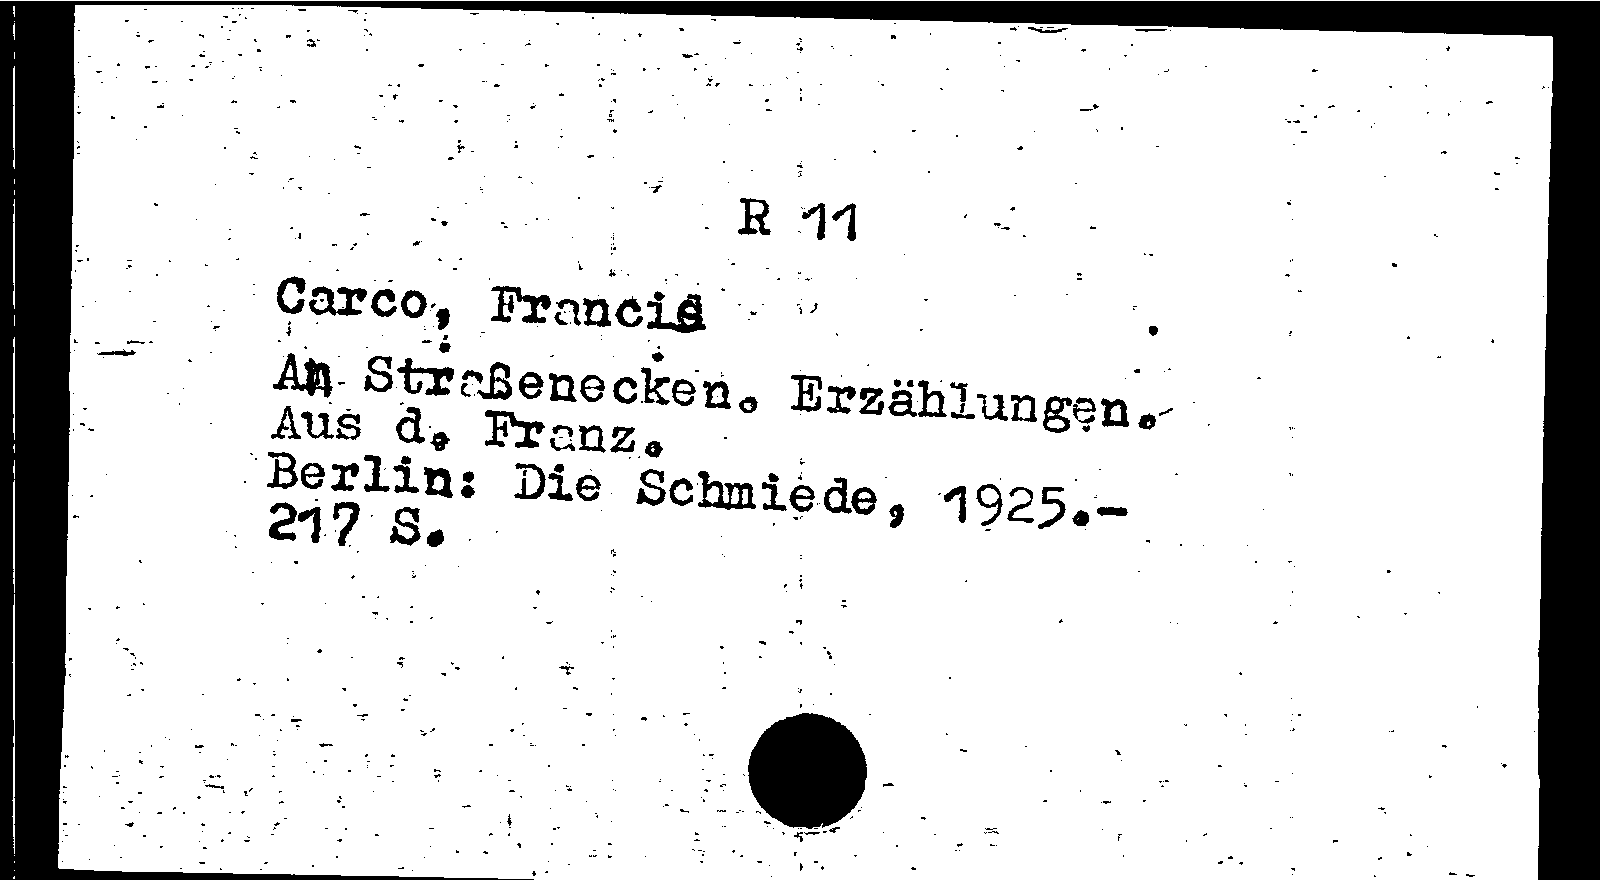 R 11
Carco, Francis
An Straßenecken. Erzählungen.
Aus d. Franz.
Berlin: Die Schmiede, 1925.-
217 S.